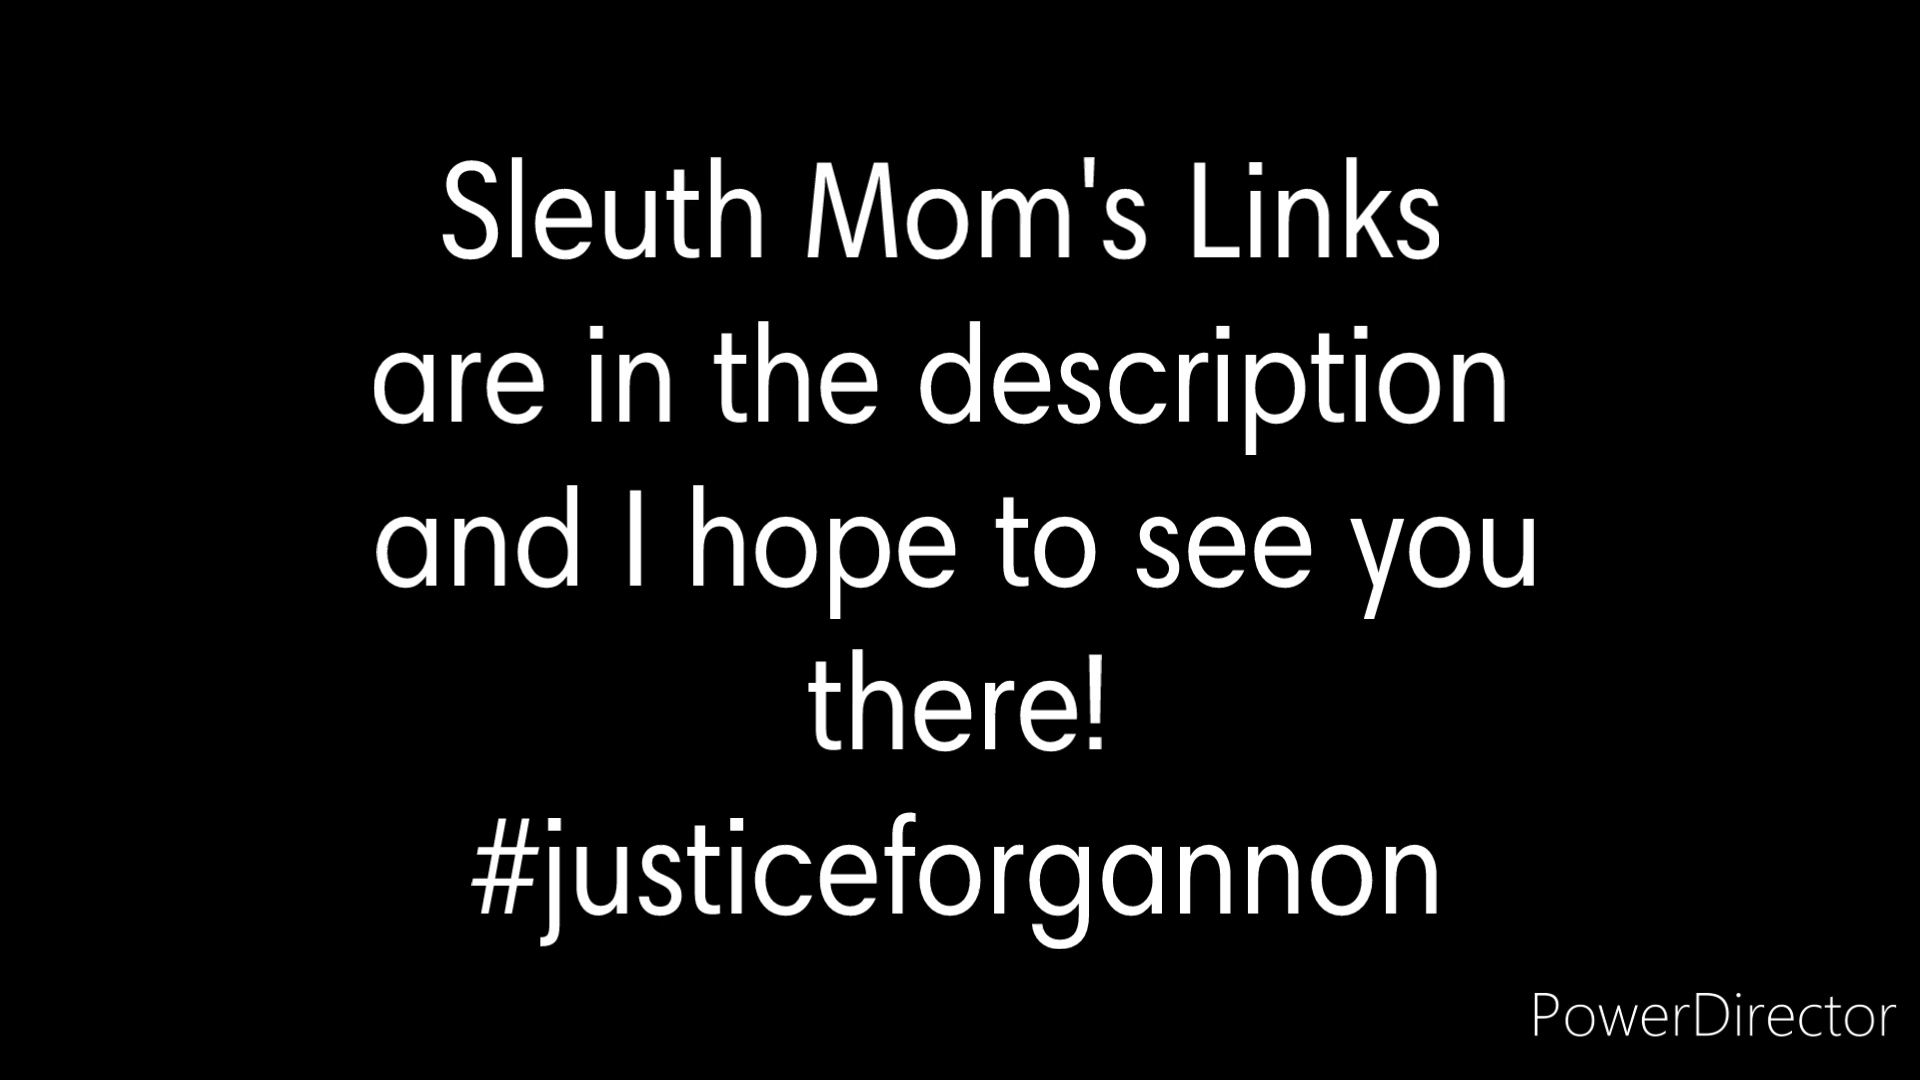 Sleuth Mom's Links
are in the description
and I hope to see you
there!
#justiceforgannon
PowerDirector